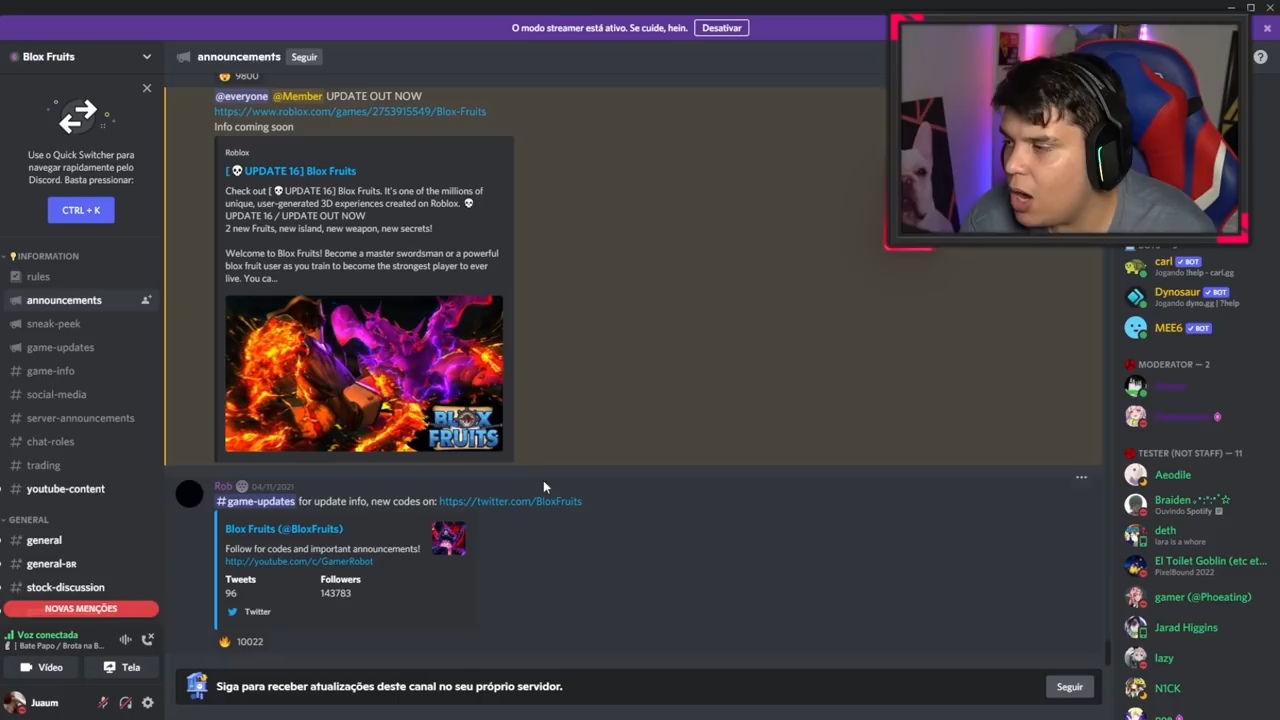 O modo streamer está ativo. Se cuide, hein.
Desativar
Blox Fruits
Use o Quick Switcher para
navegar rapidamente pelo
Discord. Basta pressionar:
CTRL + K
INFORMATION
rules
announcements
sneak-peek
game-updates
game-info
social-media
server-announcements
chat-roles
trading
youtube-content
GENERAL
general
general-BR
stock-discussion
NOVAS MENÇÕES
Voz conectada
Bate Papo / Brota na B...
Vídeo
Tela
Juaum
announcements
Seguir
9800
@everyone @Member UPDATE OUT NOW
https://www.roblox.com/games/2753915549/Blox-Fruits
Info coming soon
Roblox
[ 💀UPDATE 16] Blox Fruits
Check out [ 💀UPDATE 16] Blox Fruits. It's one of the millions of
unique, user-generated 3D experiences created on Roblox. 💀
UPDATE 16 / UPDATE OUT NOW
2 new Fruits, new island, new weapon, new secrets!
Welcome to Blox Fruits! Become a master swordsman or a powerful
blox fruit user as you train to become the strongest player to ever
live. You ca...
BLOX
FRUITS
Rob 04/11/2021
#game-updates for update info, new codes on: https://twitter.com/BloxFruits
Blox Fruits (@BloxFruits)
Follow for codes and important announcements!
http://youtube.com/c/GamerRobot
Tweets Followers
96 143783
Twitter
10022
Siga para receber atualizações deste canal no seu próprio servidor.
Seguir
carl BOT
Jogando !help - carl.gg
Dynosaur BOT
Jogando dyno.gg | ?help
MEE6 BOT
MODERATOR — 2
TESTER (NOT STAFF) — 11
Aeodile
Braiden
Ouvindo Spotify
deth
lara is a whore
El Toilet Goblin (etc et...
PixelBound 2022
gamer (@Phoeating)
Jarad Higgins
lazy
N1CK